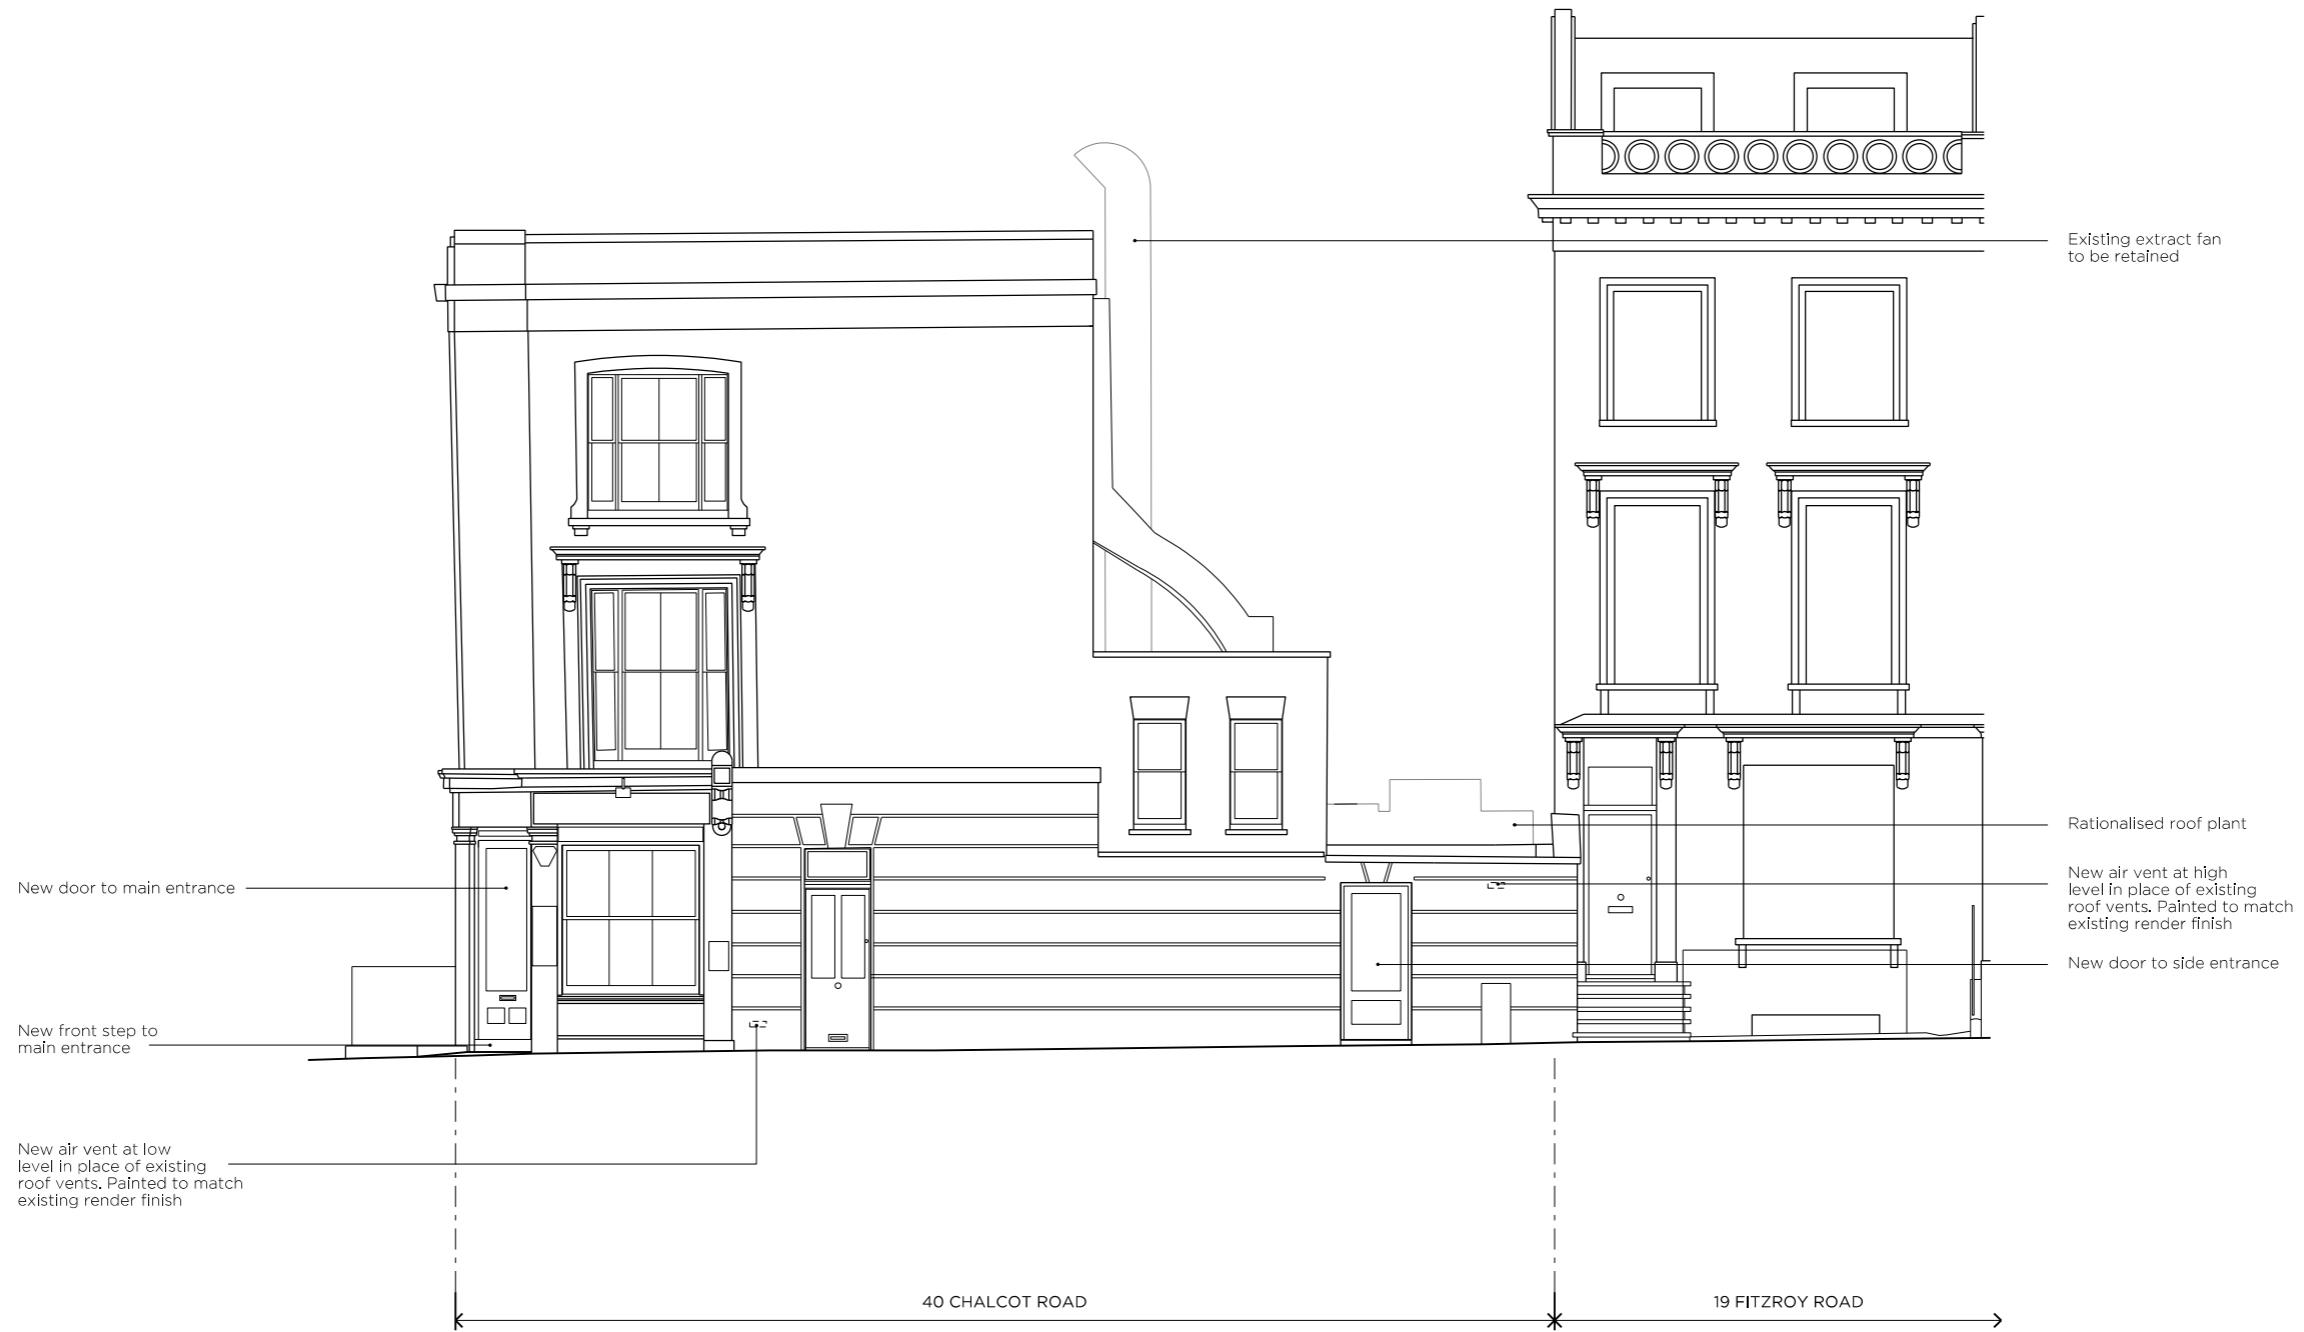 Existing extract fan
to be retained
Rationalised roof plant
New air vent at high
level in place of existing
roof vents. Painted to match
existing render finish
New door to side entrance
New door to main entrance
New front step to
main entrance
New air vent at low
level in place of existing
roof vents. Painted to match
existing render finish
40 CHALCOT ROAD
19 FITZROY ROAD